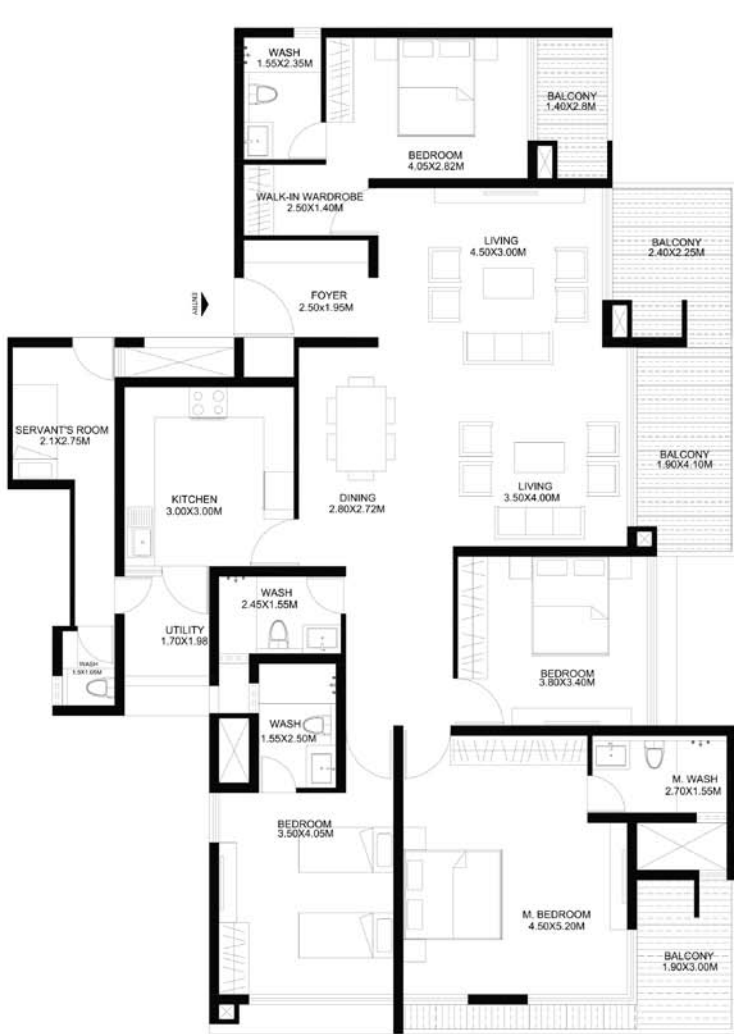 WASH
1.55X2.35M
BEDROOM
4.05X2.82M
BALCONY
1.40X2.8M
WALK-IN WARDROBE
2.50X1.40M
LIVING
4.50X3.00M
BALCONY
2.40X2.25M
ENTRY
FOYER
2.50x1.95M
SERVANT'S ROOM
2.1X2.75M
KITCHEN
3.00X3.00M
DINING
2.80X2.72M
LIVING
3.50X4.00M
BALCONY
1.90X4.10M
WASH
2.45X1.55M
UTILITY
1.70X1.98
WASH
BEDROOM
3.80X3.40M
WASH
1.55X2.50M
M. WASH
2.70X1.55M
BEDROOM
3.50X4.05M
M. BEDROOM
4.50X5.20M
BALCONY
1.90X3.00M